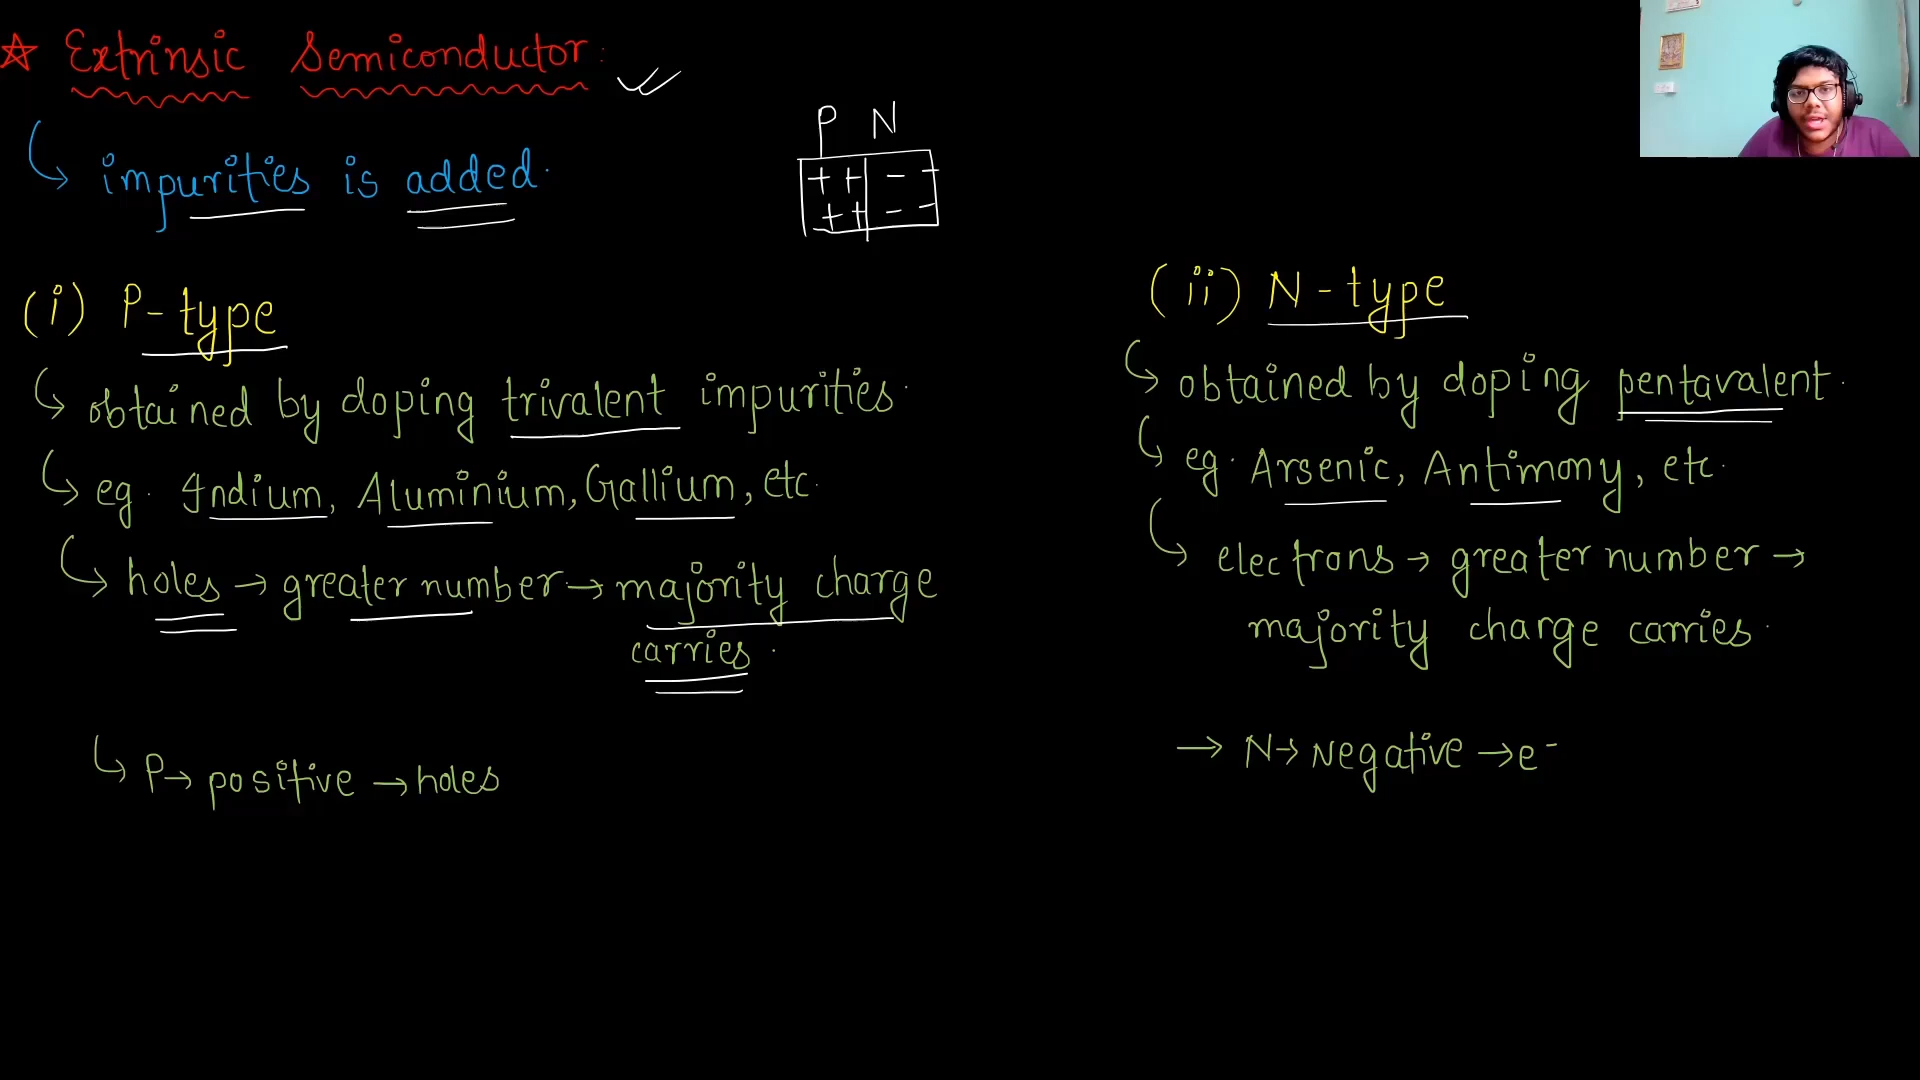 ☆ Extrinsic Semiconductor:
↳ impurities is added.
P N
+ + - -
+ + - -
(i) P-type
↳ obtained by doping trivalent impurities.
↳ eg. Indium, Aluminium, Gallium, etc.
↳ holes → greater number → majority charge
carries.
↳ P → positive → holes
(ii) N-type
↳ obtained by doping pentavalent.
↳ eg. Arsenic, Antimony, etc.
↳ electrons → greater number →
majority charge carries.
→ N → Negative → e⁻